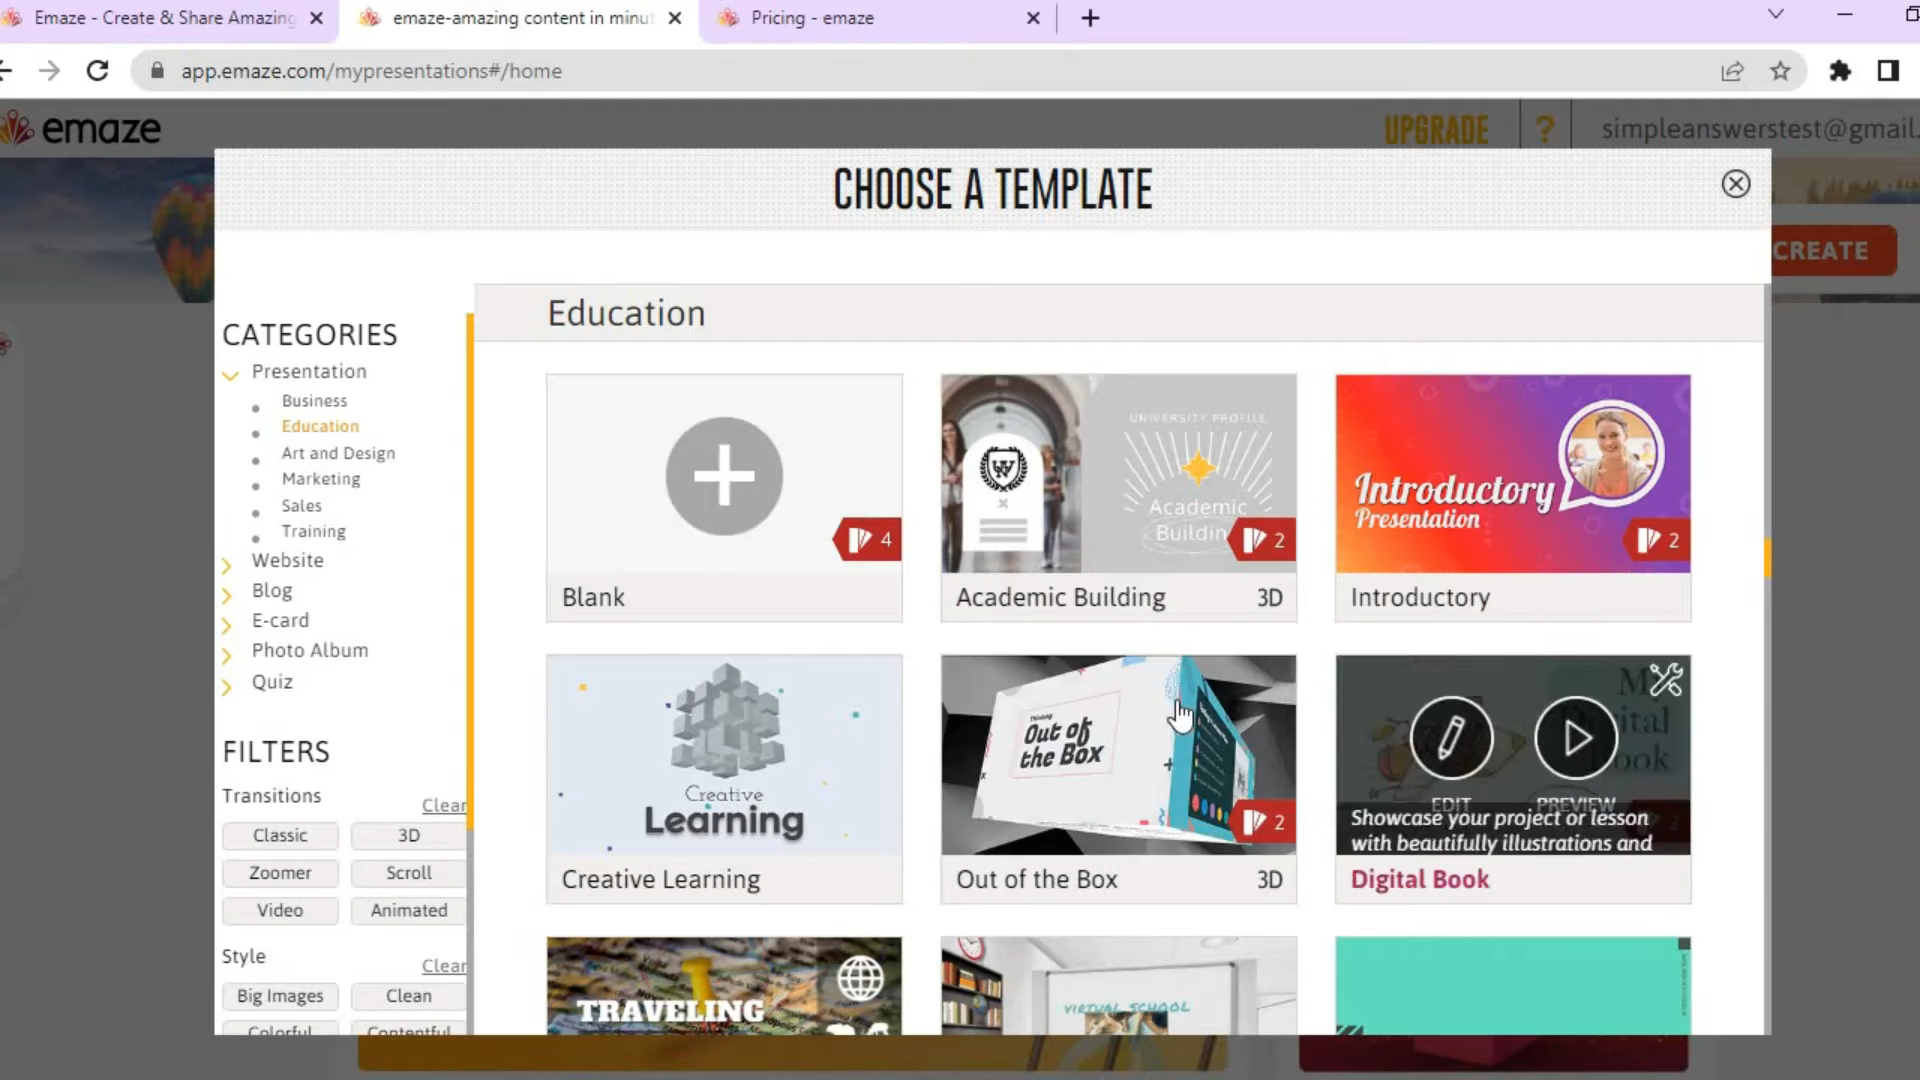 Emaze - Create & Share Amazing
emaze-amazing content in minut
Pricing - emaze
app.emaze.com/mypresentations#/home
emaze
UPGRADE
?
simpleanswerstest@gmail.
CHOOSE A TEMPLATE
CREATE
Education
CATEGORIES
Presentation
Business
Education
Art and Design
Marketing
Sales
Training
Website
Blog
E-card
Photo Album
Quiz
FILTERS
Transitions
Clear
Classic
3D
Zoomer
Scroll
Video
Animated
Style
Clear
Big Images
Clean
Colorful
Contentful
4
Blank
UNIVERSITY PROFILE
Academic
Buildin
2
Academic Building
3D
Introductory
Presentation
2
Introductory
Creative
Learning
Creative Learning
Thinking
Out of
the Box
2
Out of the Box
3D
My
Digital
Book
EDIT
PREVIEW
Showcase your project or lesson
with beautifully illustrations and
2
Digital Book
TRAVELING
VIRTUAL SCHOOL